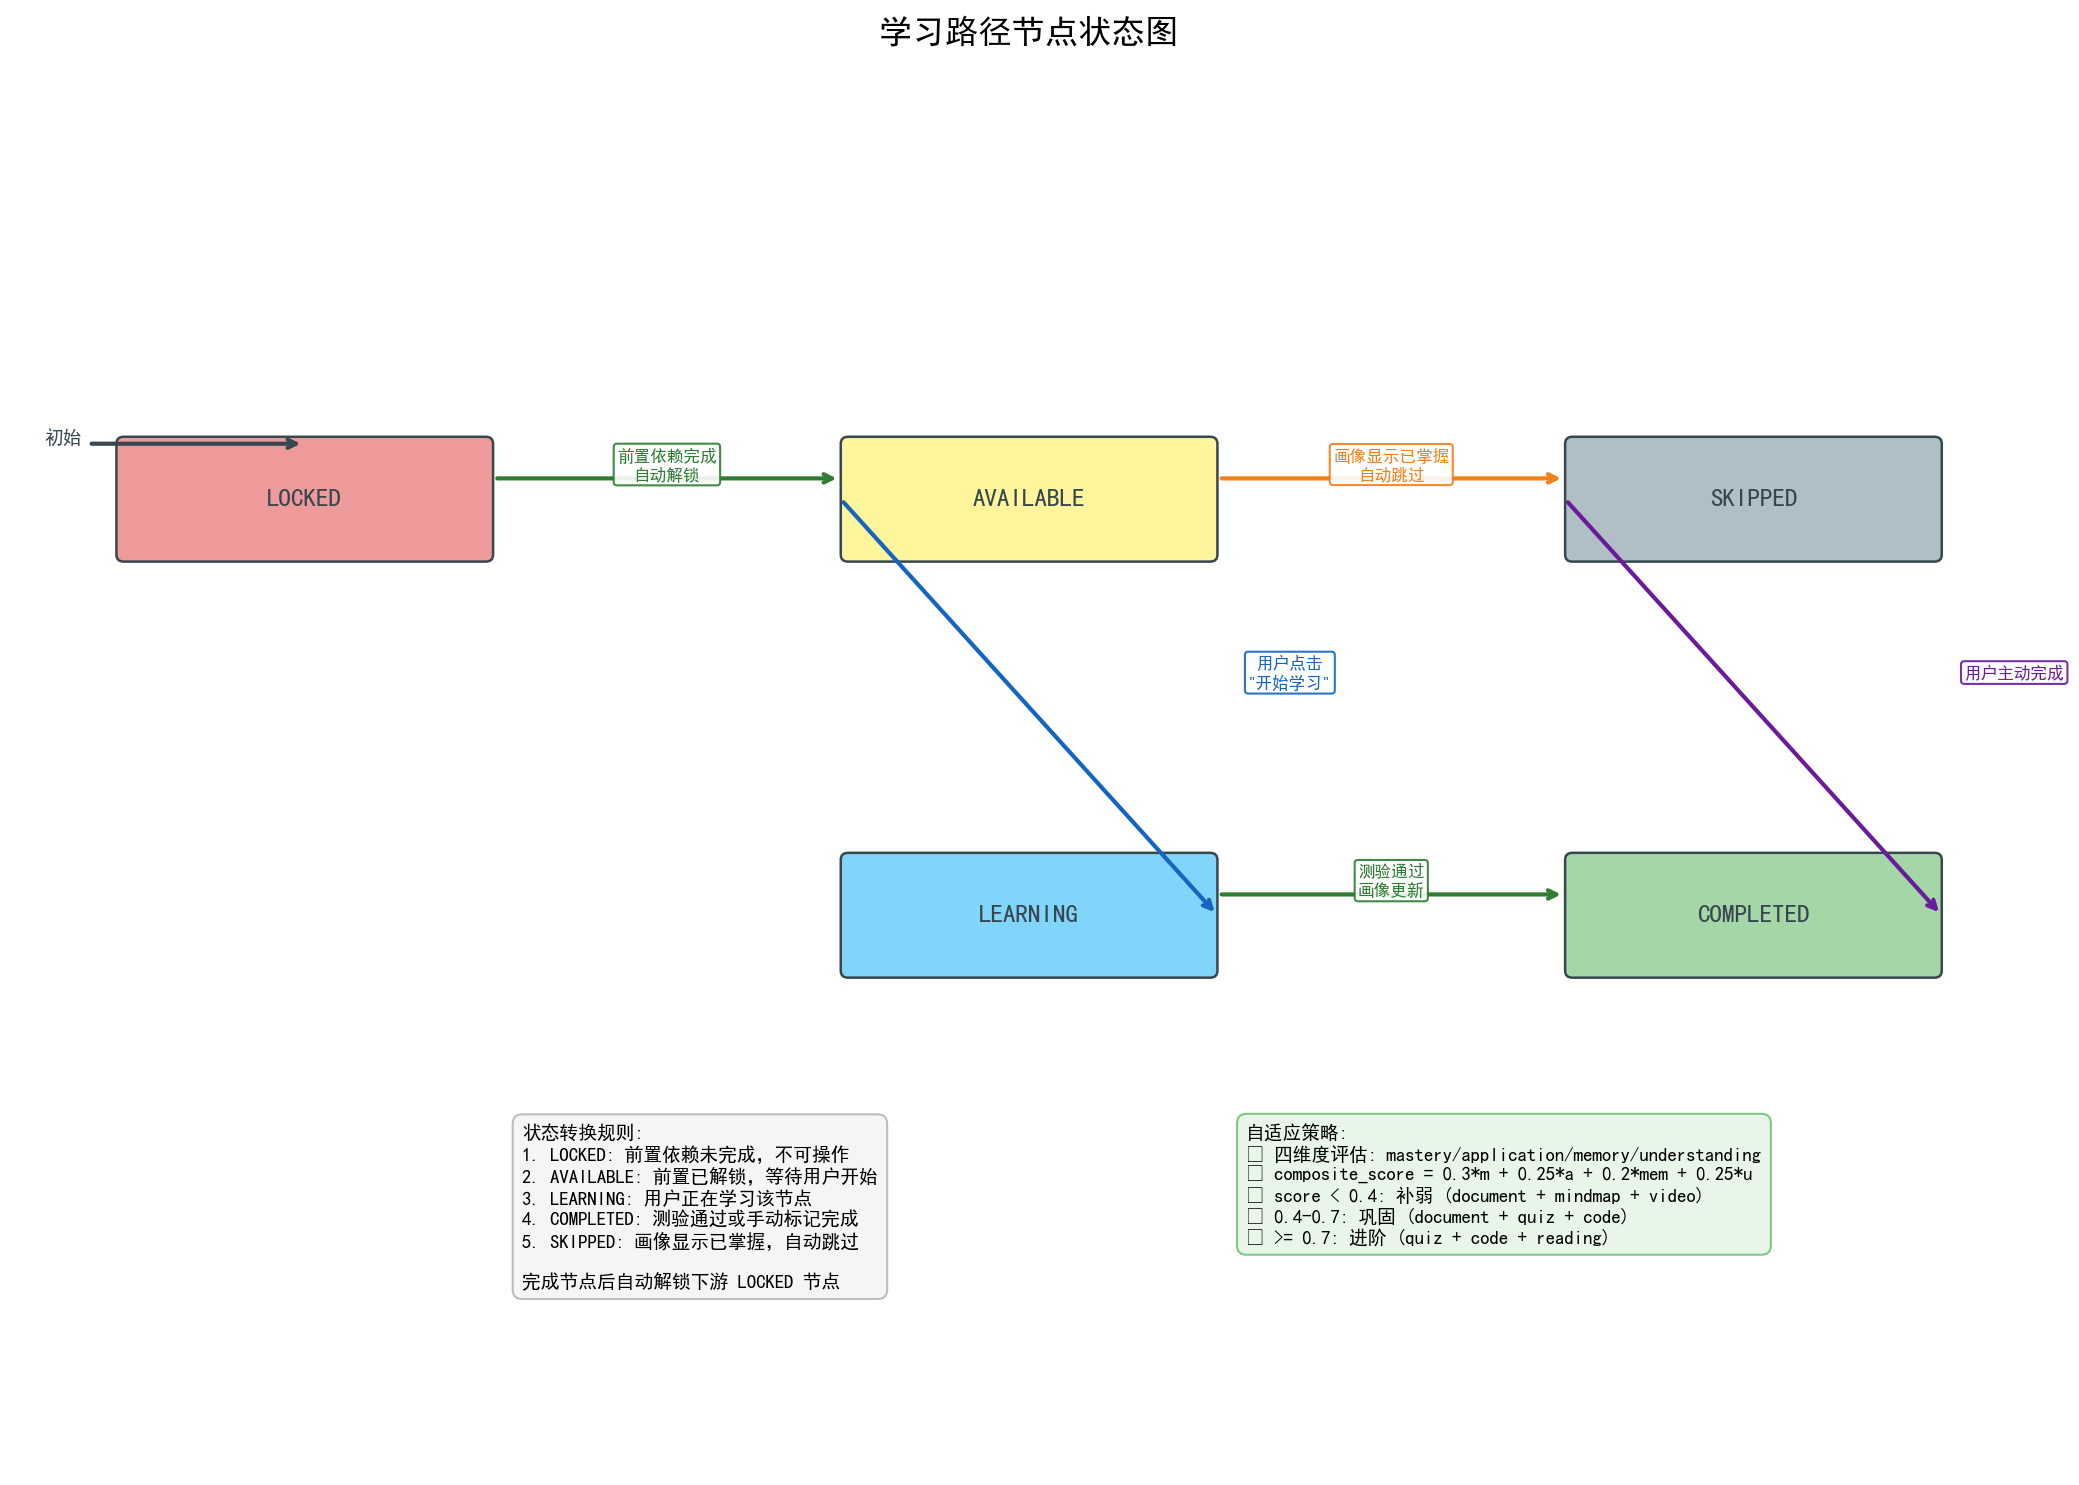 学习路径节点状态图
初始
LOCKED
前置依赖完成
自动解锁
AVAILABLE
画像显示已掌握
自动跳过
SKIPPED
用户点击
"开始学习"
用户主动完成
LEARNING
测验通过
画像更新
COMPLETED
状态转换规则:
1. LOCKED: 前置依赖未完成, 不可操作
2. AVAILABLE: 前置已解锁, 等待用户开始
3. LEARNING: 用户正在学习该节点
4. COMPLETED: 测验通过或手动标记完成
5. SKIPPED: 画像显示已掌握, 自动跳过
完成节点后自动解锁下游 LOCKED 节点
自适应策略:
□ 四维度评估: mastery/application/memory/understanding
□ composite_score = 0.3*m + 0.25*a + 0.2*mem + 0.25*u
□ score < 0.4: 补弱 (document + mindmap + video)
□ 0.4-0.7: 巩固 (document + quiz + code)
□ >= 0.7: 进阶 (quiz + code + reading)